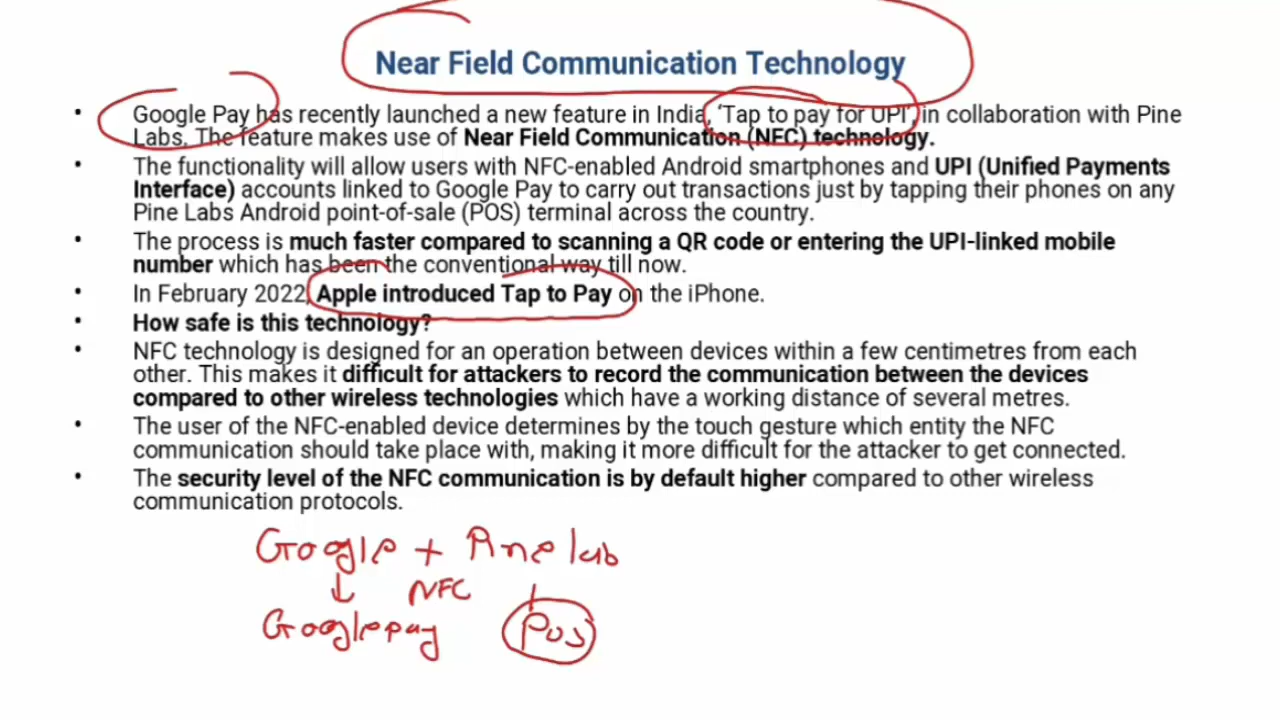 Near Field Communication Technology
• Google Pay has recently launched a new feature in India, ‘Tap to pay for UPI’, in collaboration with Pine
Labs. The feature makes use of Near Field Communication (NFC) technology.
• The functionality will allow users with NFC-enabled Android smartphones and UPI (Unified Payments
Interface) accounts linked to Google Pay to carry out transactions just by tapping their phones on any
Pine Labs Android point-of-sale (POS) terminal across the country.
• The process is much faster compared to scanning a QR code or entering the UPI-linked mobile
number which has been the conventional way till now.
• In February 2022, Apple introduced Tap to Pay on the iPhone.
• How safe is this technology?
• NFC technology is designed for an operation between devices within a few centimetres from each
other. This makes it difficult for attackers to record the communication between the devices
compared to other wireless technologies which have a working distance of several metres.
• The user of the NFC-enabled device determines by the touch gesture which entity the NFC
communication should take place with, making it more difficult for the attacker to get connected.
• The security level of the NFC communication is by default higher compared to other wireless
communication protocols.
Google + Pine lab
↓ NFC
Googlepay Pos